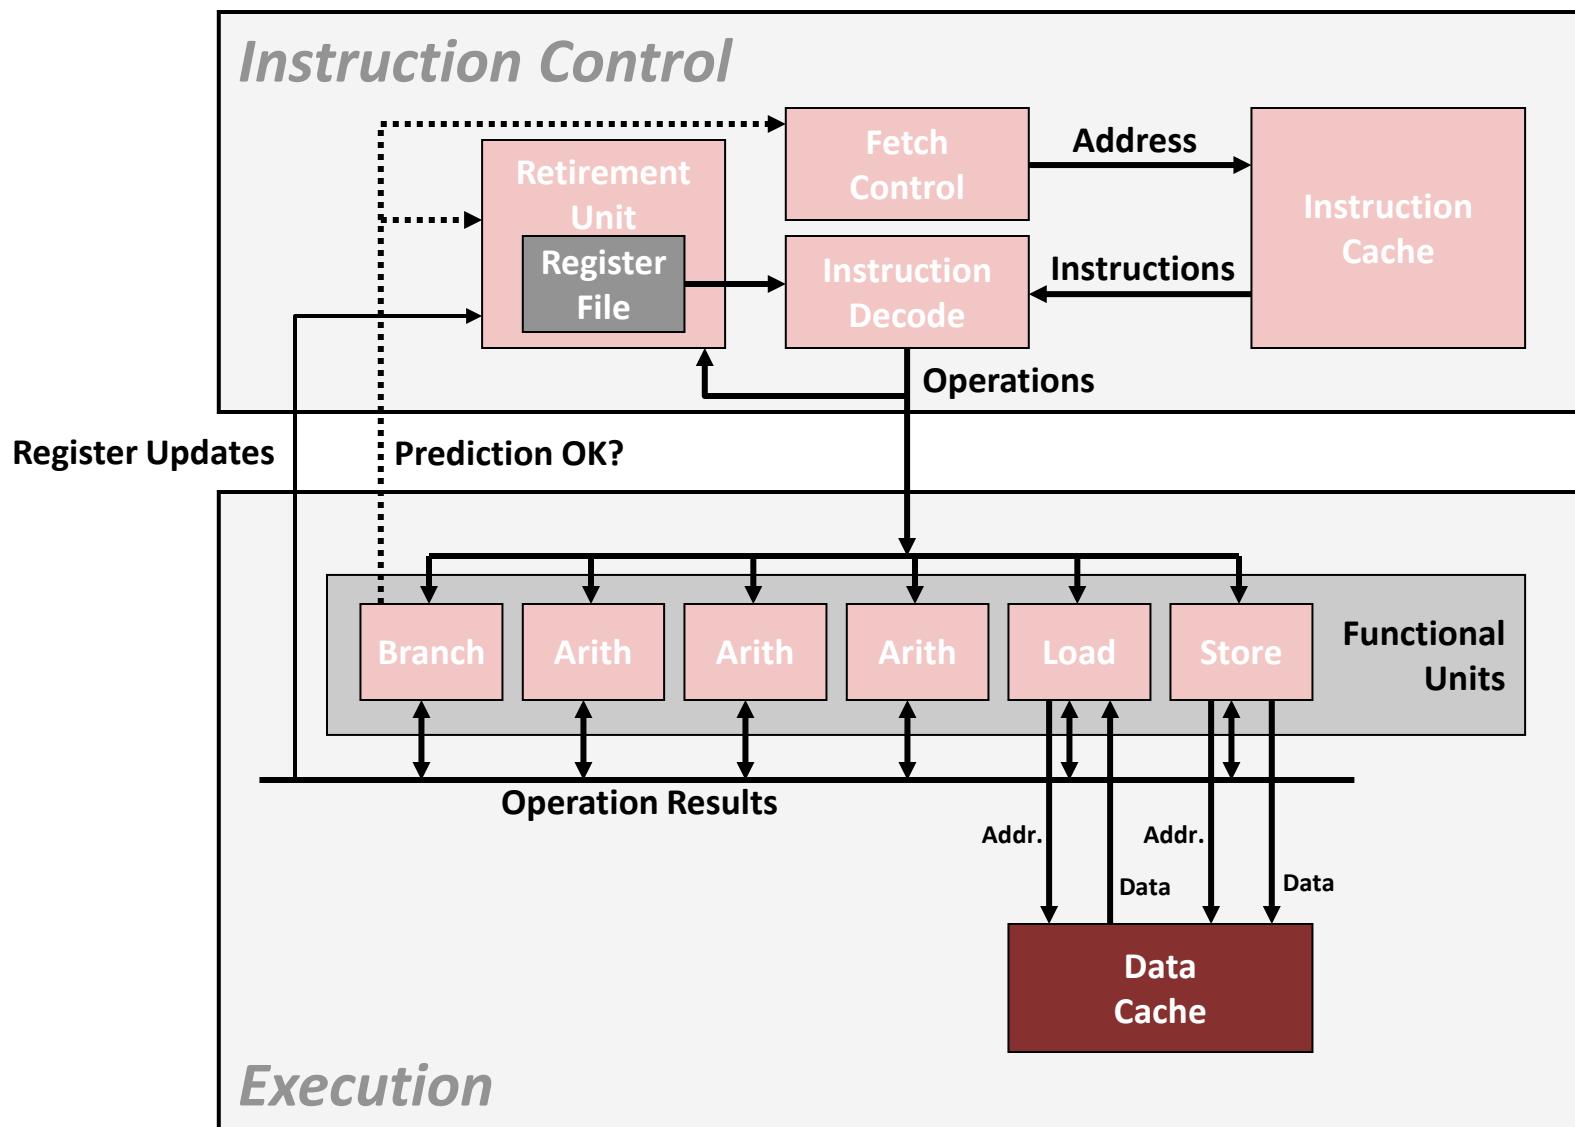 Instruction Control
Retirement
Unit
Register
File
Fetch
Control
Address
Instruction
Cache
Instruction
Decode
Instructions
Operations
Register Updates
Prediction OK?
Branch
Arith
Arith
Arith
Load
Store
Functional
Units
Operation Results
Addr.
Data
Addr.
Data
Data
Cache
Execution